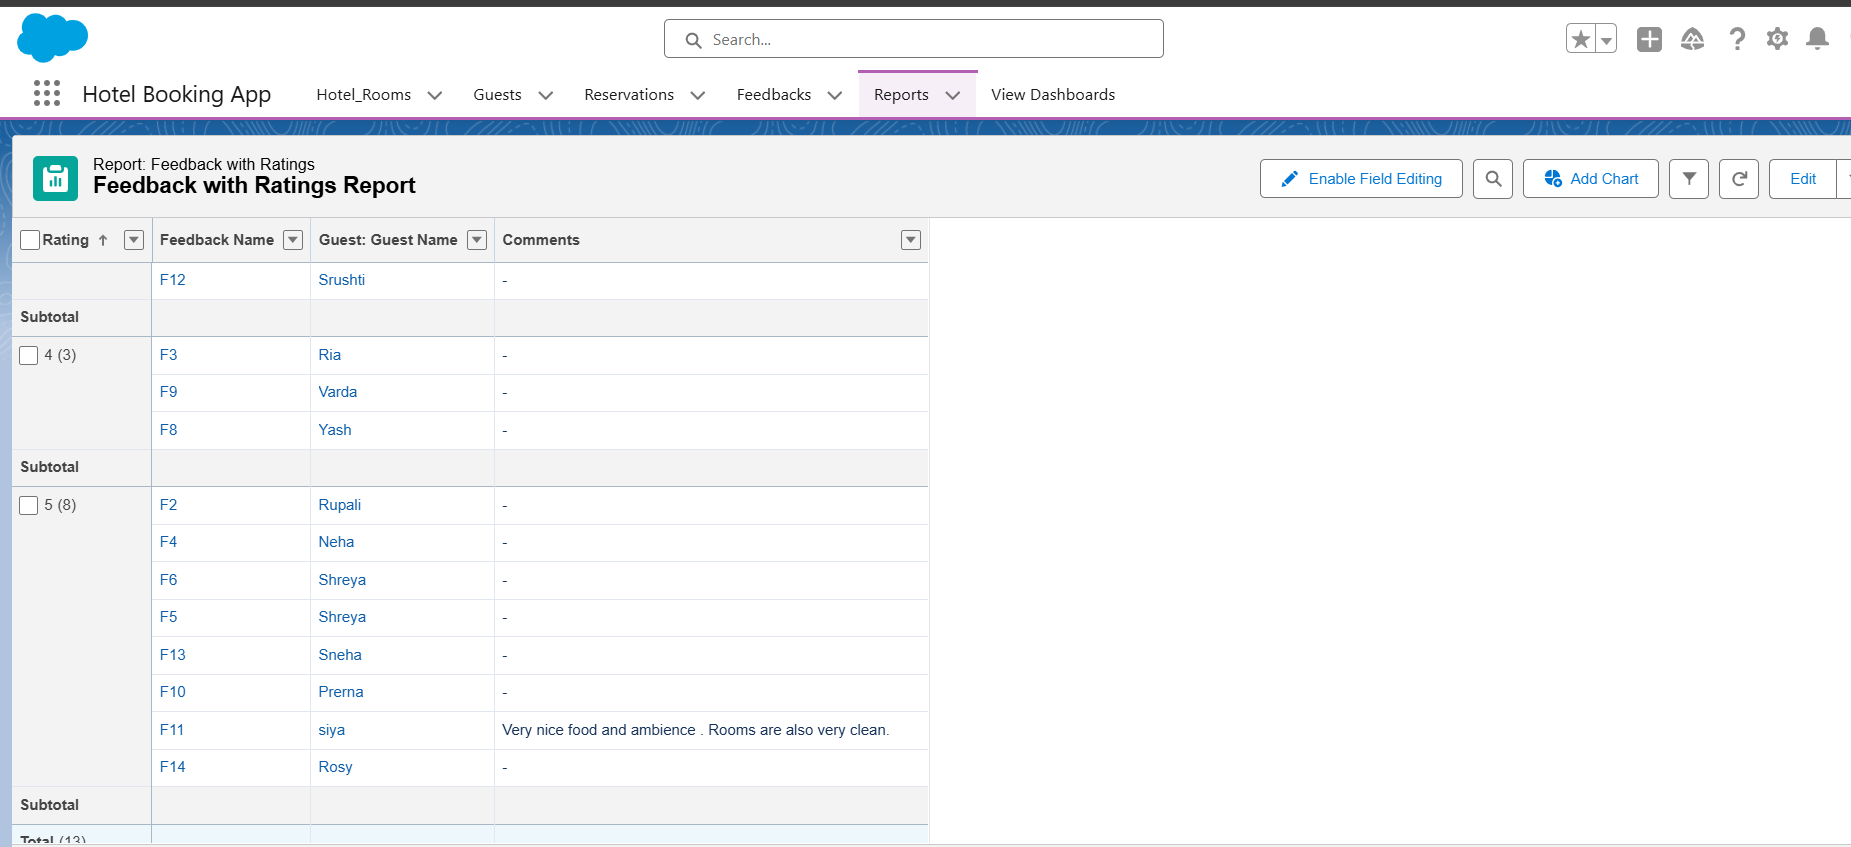 Search...
Hotel Booking App Hotel_Rooms Guests Reservations Feedbacks Reports View Dashboards
Report: Feedback with Ratings
Feedback with Ratings Report
Enable Field Editing Add Chart Edit
Rating ↑ Feedback Name Guest: Guest Name Comments
F12 Srushti -
Subtotal
4 (3) F3 Ria -
F9 Varda -
F8 Yash -
Subtotal
5 (8) F2 Rupali -
F4 Neha -
F6 Shreya -
F5 Shreya -
F13 Sneha -
F10 Prerna -
F11 siya Very nice food and ambience . Rooms are also very clean.
F14 Rosy -
Subtotal
Total (13)